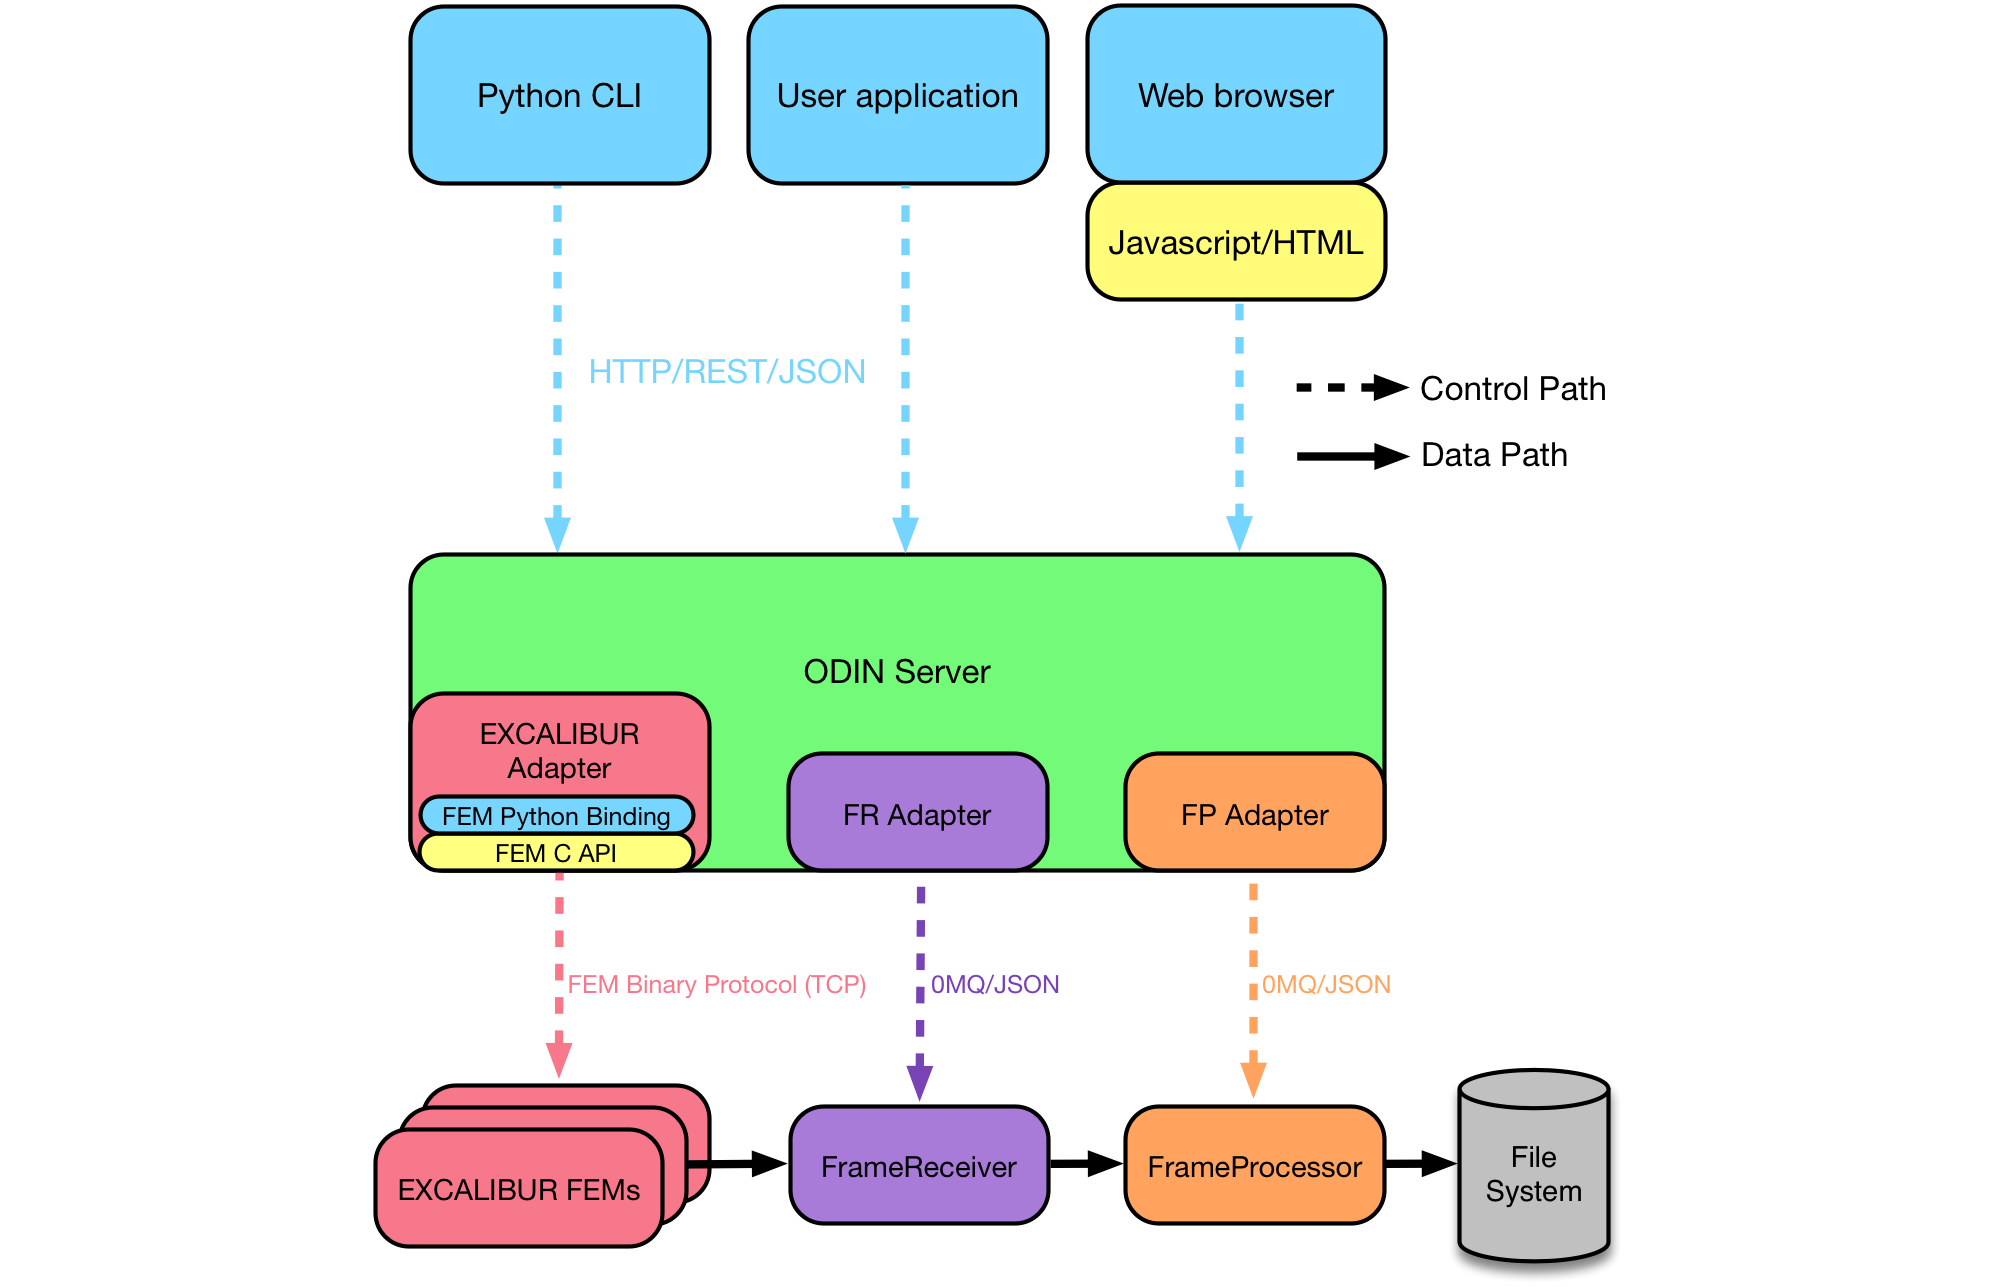 Python CLI
User application
Web browser
Javascript/HTML
HTTP/REST/JSON
Control Path
Data Path
ODIN Server
EXCALIBUR
Adapter
FEM Python Binding
FEM C API
FR Adapter
FP Adapter
FEM Binary Protocol (TCP)
0MQ/JSON
0MQ/JSON
EXCALIBUR FEMs
FrameReceiver
FrameProcessor
File
System